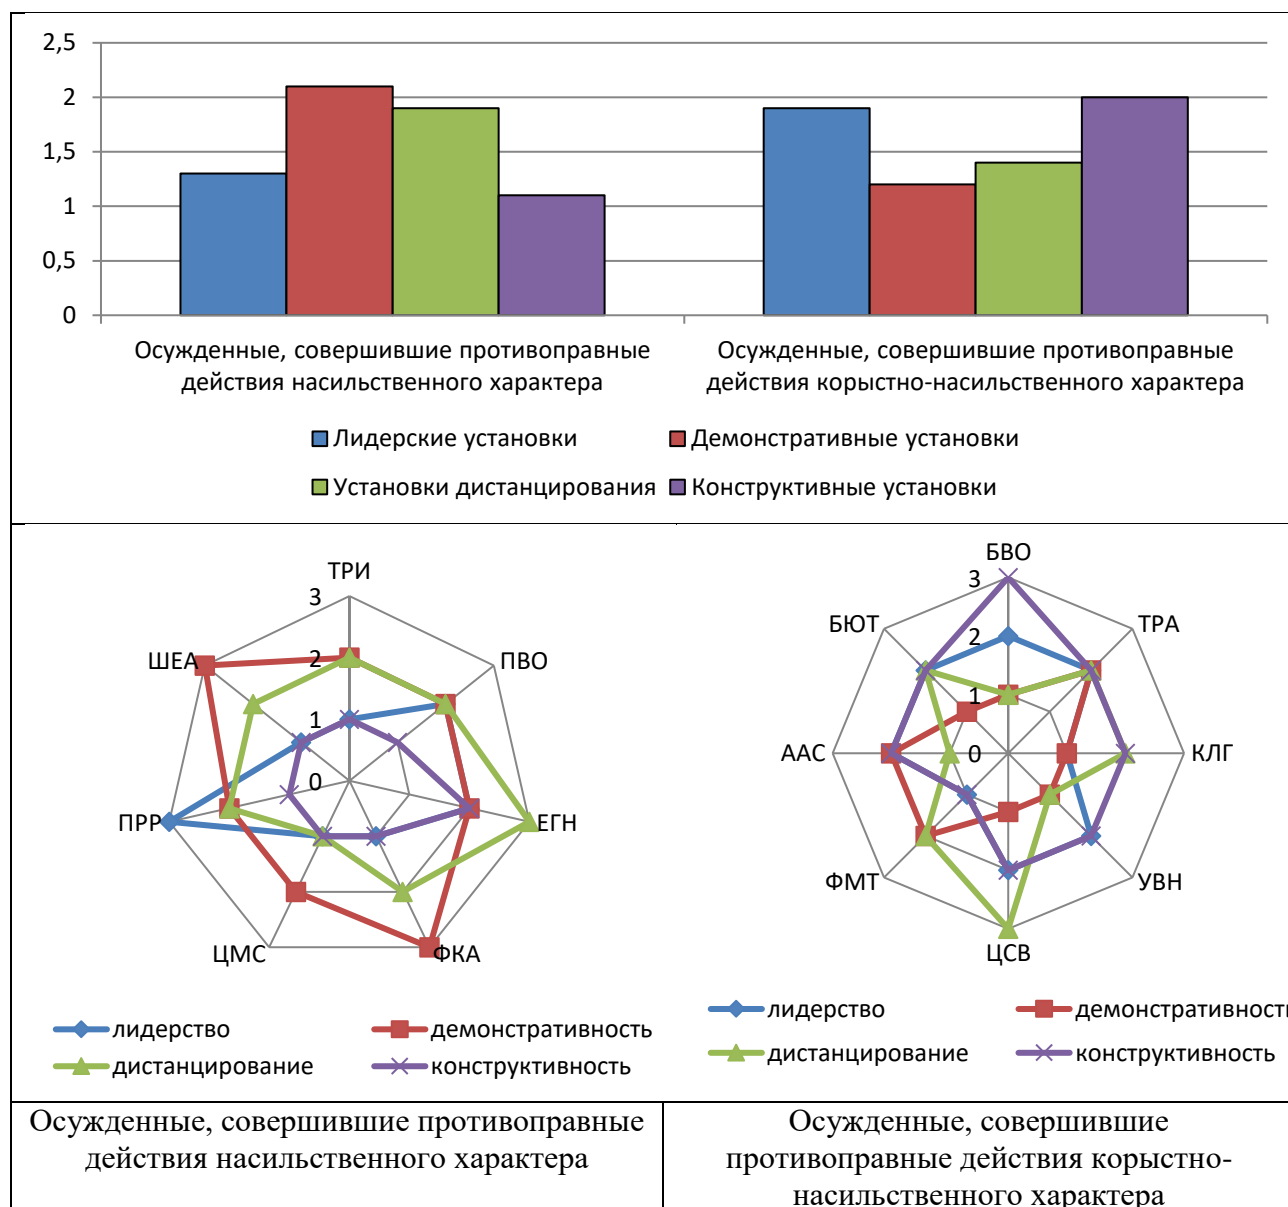 2,5
2
1,5
1
0,5
0
Осужденные, совершившие противоправные
действия насильственного характера
Осужденные, совершившие противоправные
действия корыстно-насильственного характера
Лидерские установки
Демонстративные установки
Установки дистанцирования
Конструктивные установки
ТРИ
ПВО
ЕГН
ФКА
ЦМС
ПРР
ШЕА
3
2
1
0
лидерство
демонстративность
дистанцирование
конструктивность
БВО
ТРА
КЛГ
УВН
ЦСВ
ФМТ
ААС
БЮТ
3
2
1
0
лидерство
демонстративность
дистанцирование
конструктивность
Осужденные, совершившие противоправные
действия насильственного характера
Осужденные, совершившие
противоправные действия корыстно-
насильственного характера